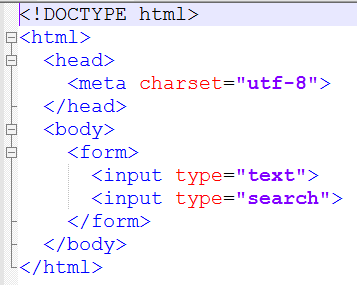 <!DOCTYPE html>
<html>
<head>
<meta charset="utf-8">
</head>
<body>
<form>
<input type="text">
<input type="search">
</form>
</body>
</html>